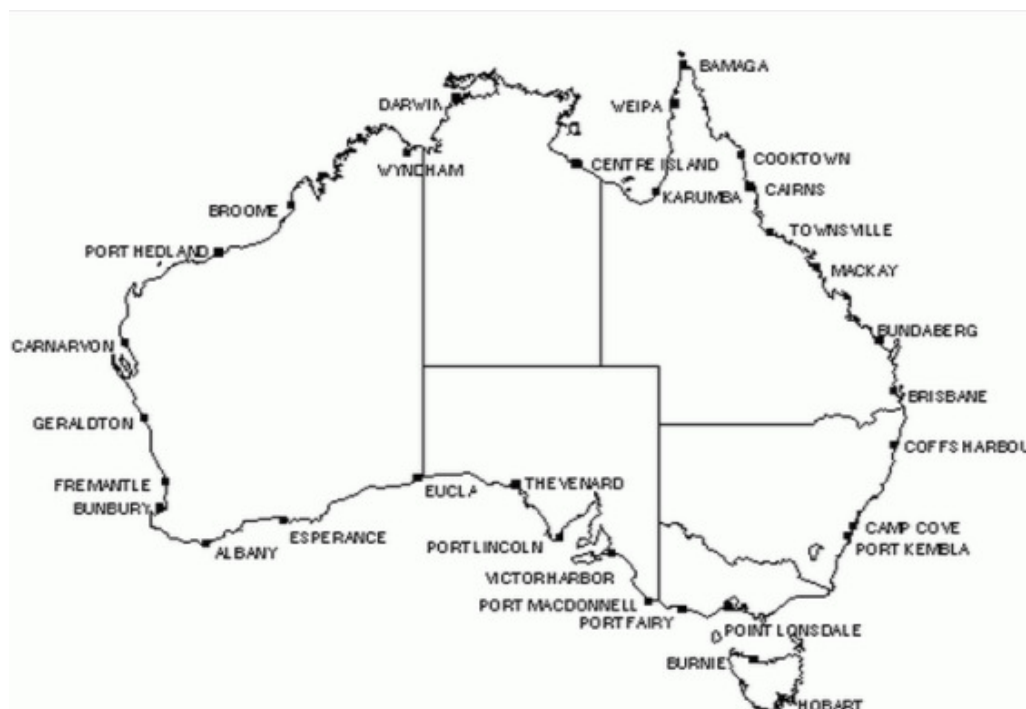 BAMAGA
DARWIN
WEIPA
COOKTOWN
WYNDHAM
CENTRE ISLAND
CAIRNS
KARUMBA
BROOME
TOWNSVILLE
PORT HEDLAND
MACKAY
BUNDABERG
CARNARVON
BRISBANE
GERALDTON
COFFS HARBOU
FREMANTLE
EUCLA
THEVENARD
BUNBURY
CAMP COVE
ESPERANCE
PORT LINCOLN
PORT KEMBLA
ALBANY
VICTOR HARBOR
PORT MACDONNELL
PORT FAIRY
POINT LONSDALE
BURNIE
HOBART